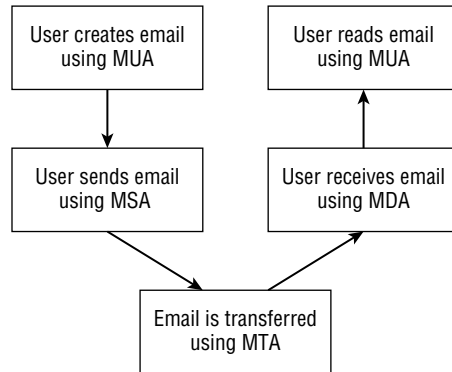 User creates email
using MUA
User reads email
using MUA
User sends email
using MSA
User receives email
using MDA
Email is transferred
using MTA